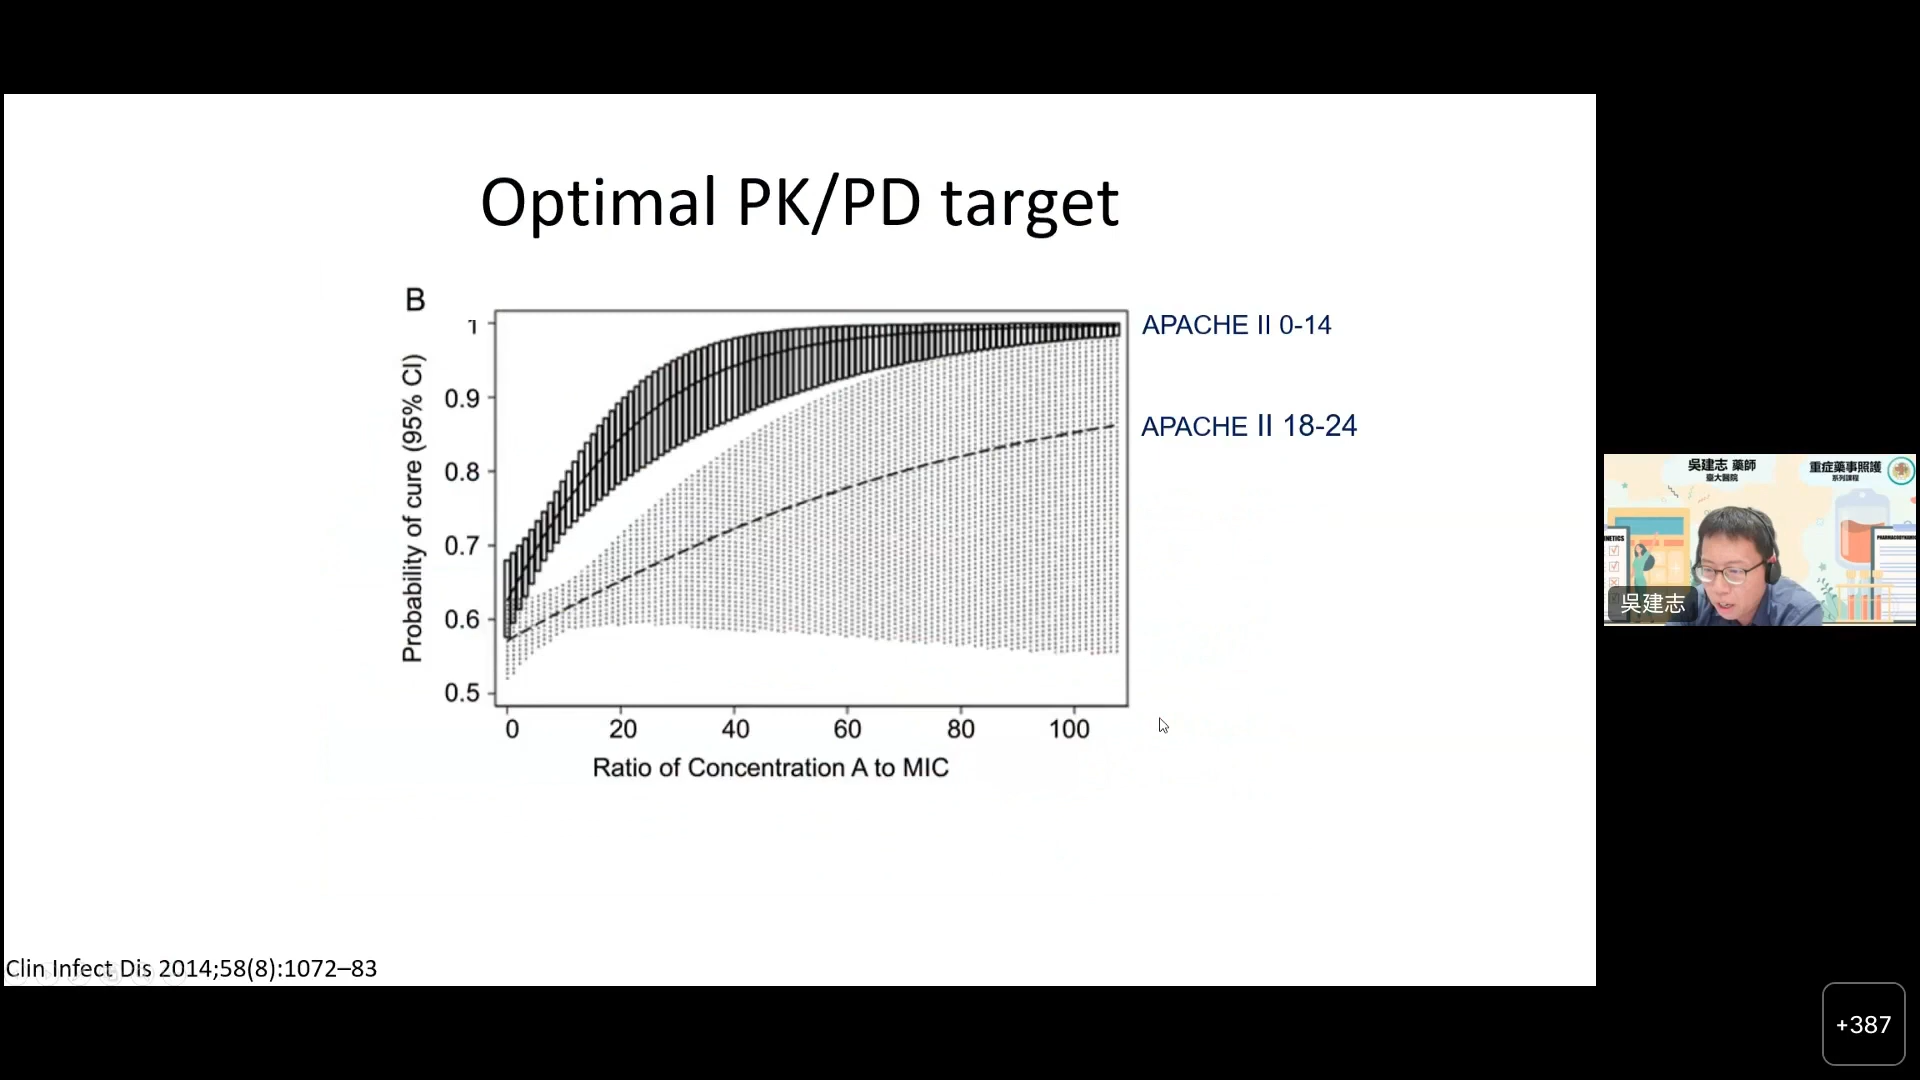 Optimal PK/PD target
B
Probability of cure (95% CI)
1
0.9
0.8
0.7
0.6
0.5
0 20 40 60 80 100
Ratio of Concentration A to MIC
APACHE II 0-14
APACHE II 18-24
Clin Infect Dis 2014;58(8):1072–83
吳建志 藥師
臺大醫院
重症藥事照護
系列課程
NETICS
PHARMACODYNAMIC
吳建志
+387